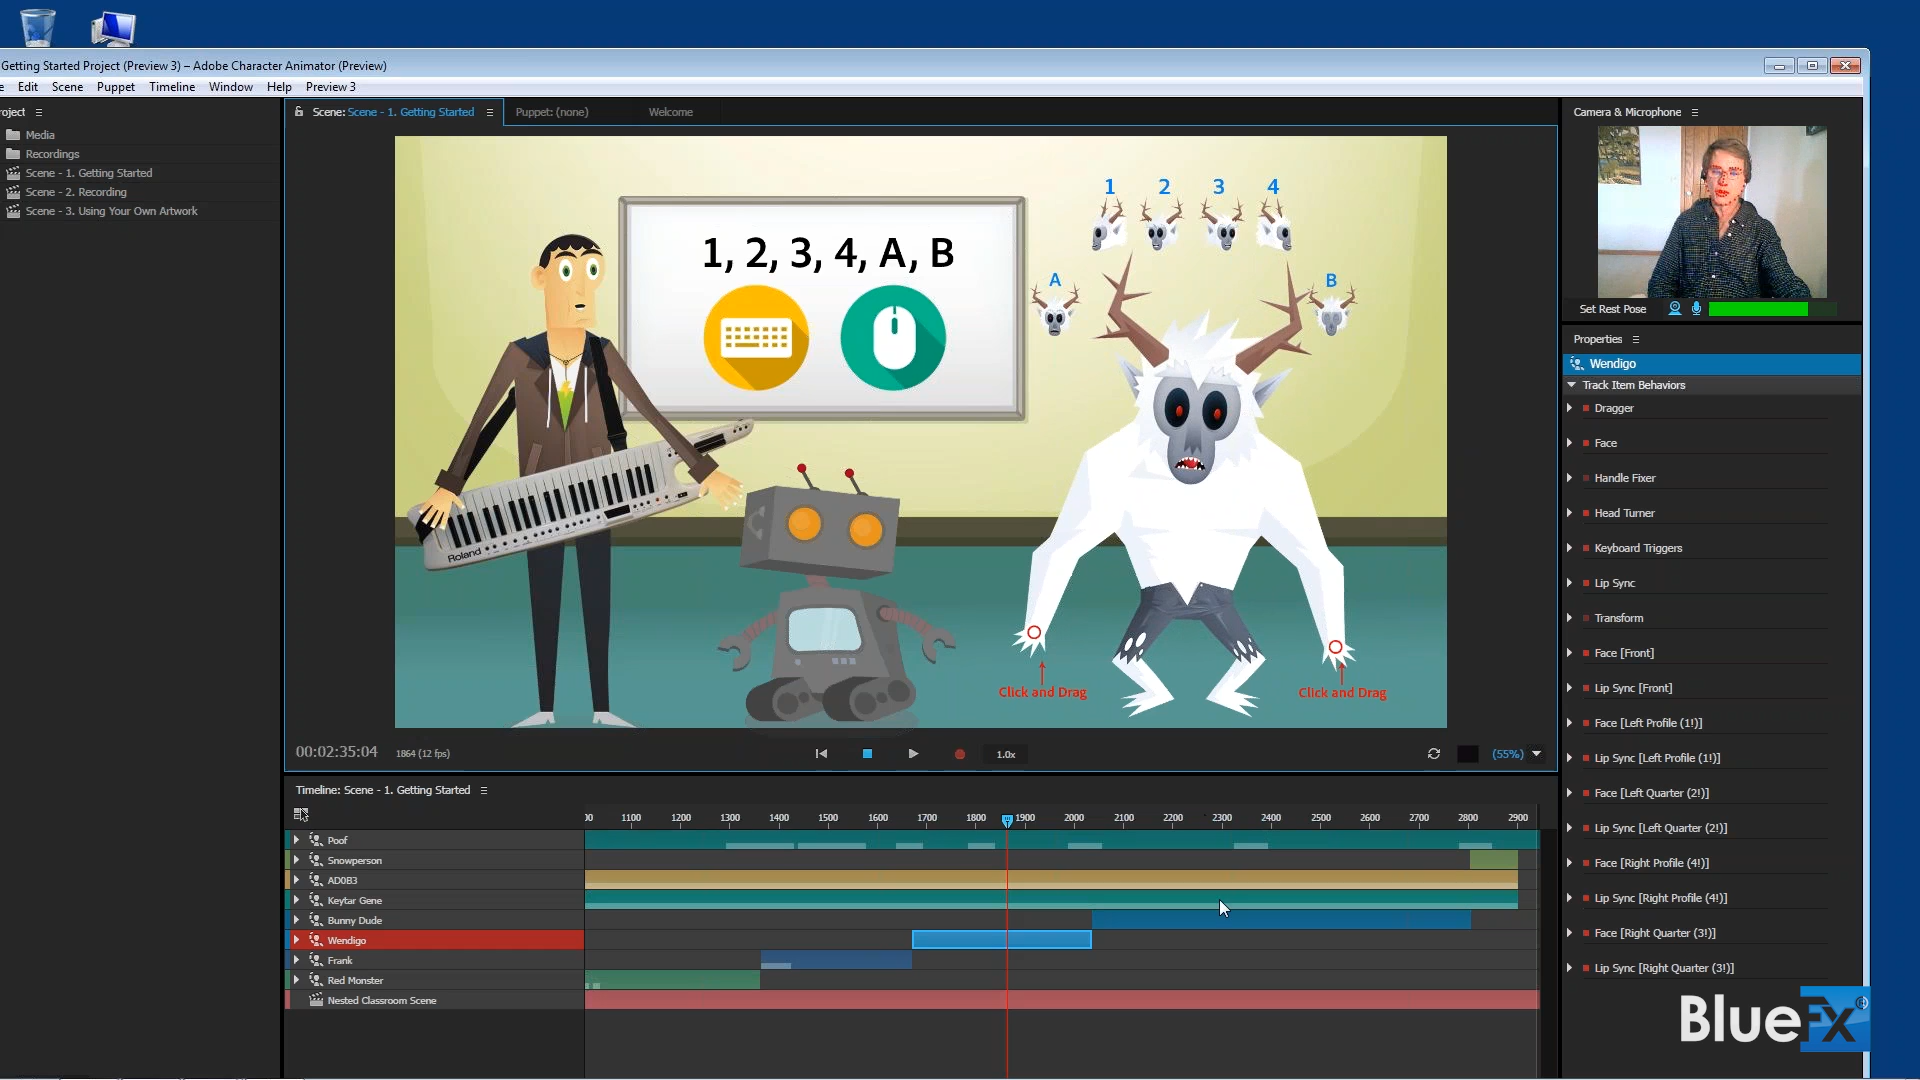 Getting Started Project (Preview 3) – Adobe Character Animator (Preview)
e Edit Scene Puppet Timeline Window Help Preview 3
roject
Media
Recordings
Scene - 1. Getting Started
Scene - 2. Recording
Scene - 3. Using Your Own Artwork
Scene: Scene - 1. Getting Started
Puppet: (none)
Welcome
1, 2, 3, 4, A, B
1 2 3 4
A B
Roland
Click and Drag
Click and Drag
00:02:35:04
1864 (12 fps)
1.0x
(55%)
Camera & Microphone
Set Rest Pose
Properties
Wendigo
Track Item Behaviors
Dragger
Face
Handle Fixer
Head Turner
Keyboard Triggers
Lip Sync
Transform
Face [Front]
Lip Sync [Front]
Face [Left Profile (1!)]
Lip Sync [Left Profile (1!)]
Face [Left Quarter (2!)]
Lip Sync [Left Quarter (2!)]
Face [Right Profile (4!)]
Lip Sync [Right Profile (4!)]
Face [Right Quarter (3!)]
Lip Sync [Right Quarter (3!)]
Timeline: Scene - 1. Getting Started
00 1100 1200 1300 1400 1500 1600 1700 1800 1900 2000 2100 2200 2300 2400 2500 2600 2700 2800 2900
Poof
Snowperson
AD0B3
Keytar Gene
Bunny Dude
Wendigo
Frank
Red Monster
Nested Classroom Scene
BlueFX®